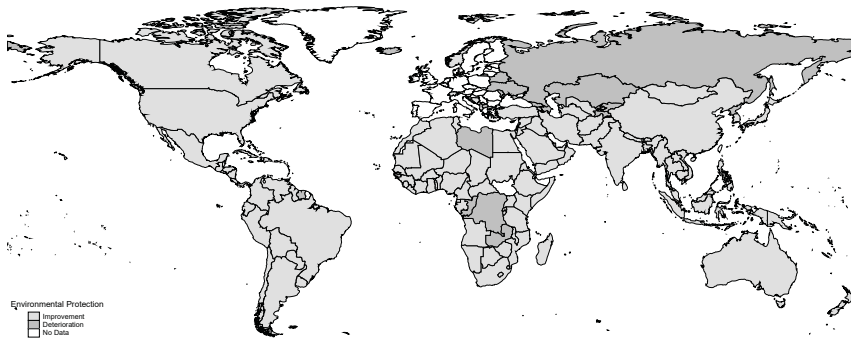 Environmental Protection
Improvement
Deterioration
No Data